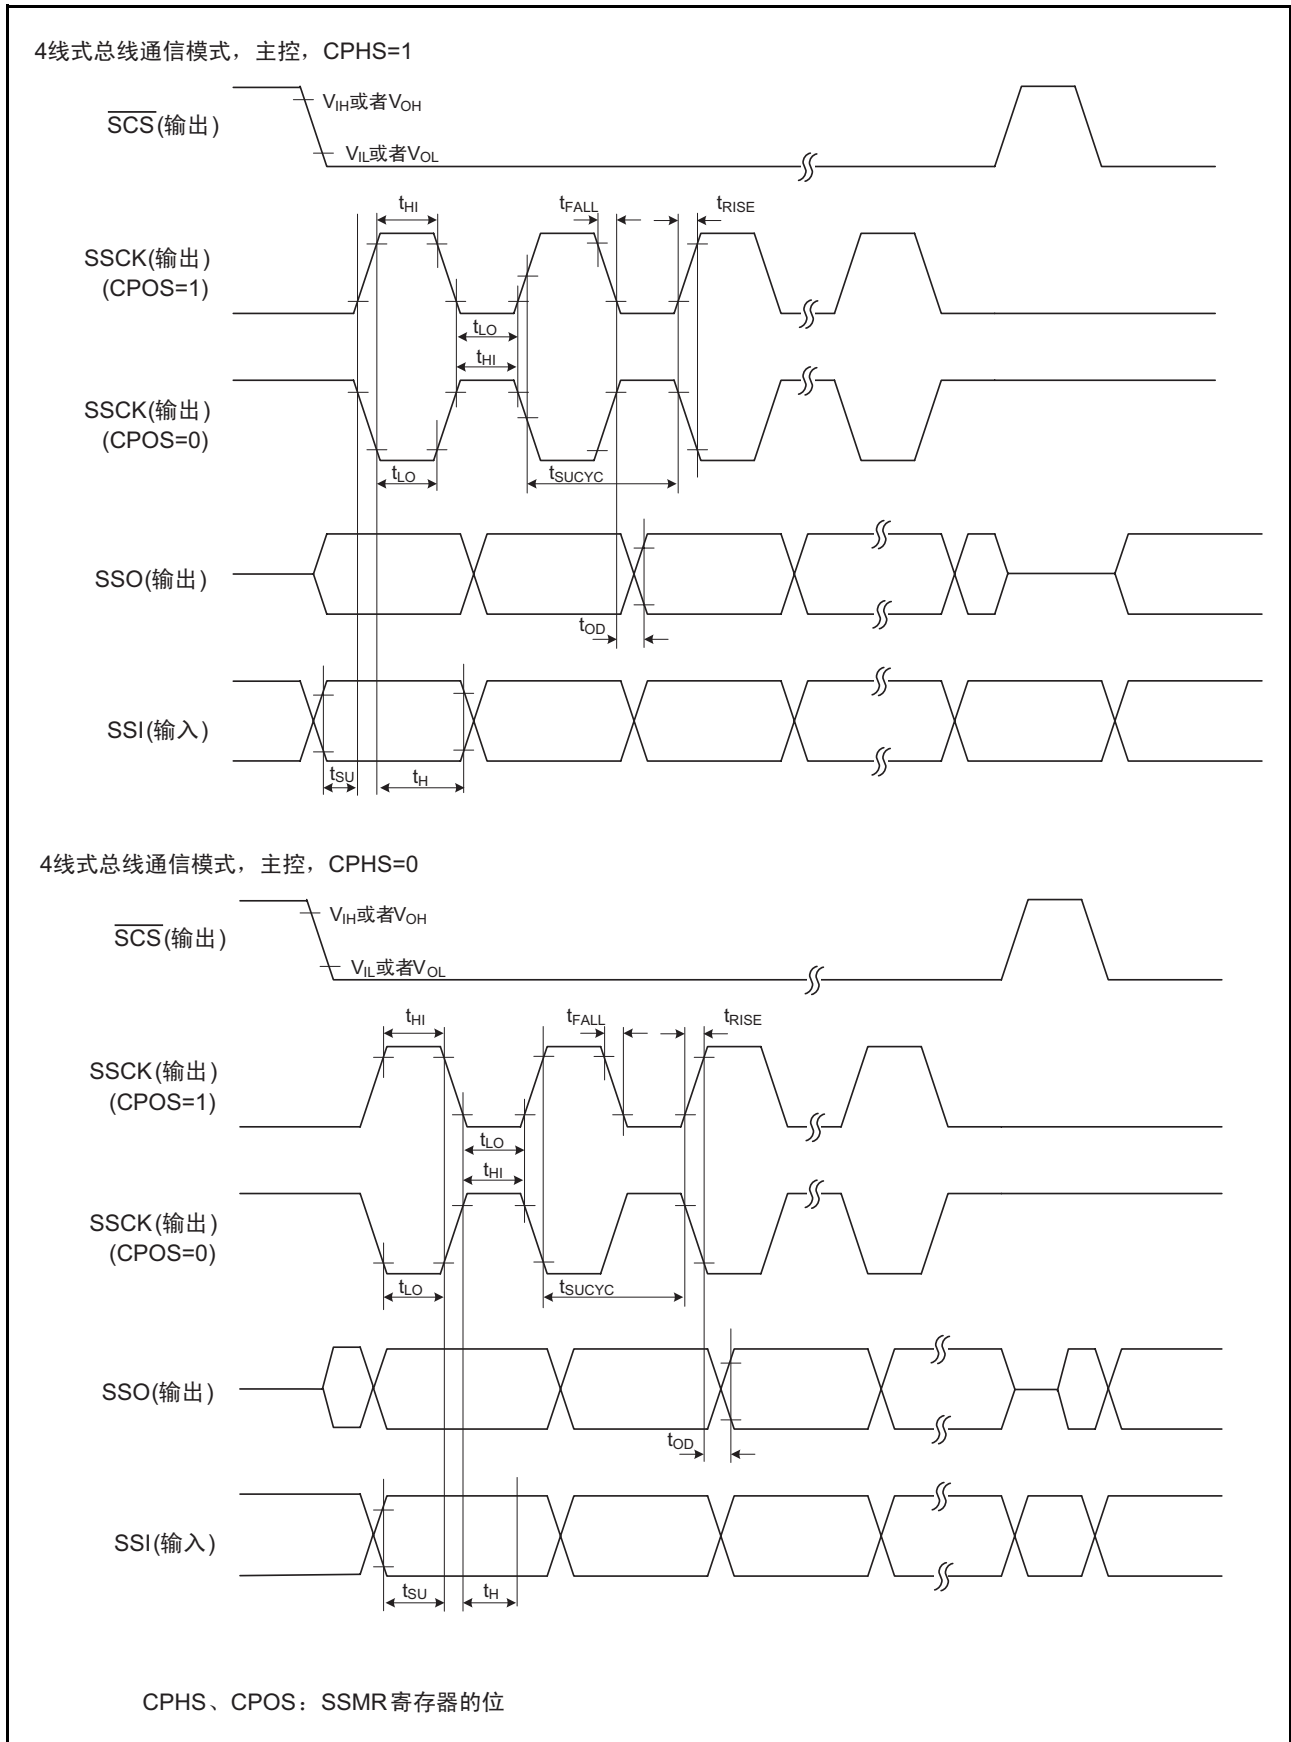 4线式总线通信模式，主控，CPHS=1
VIH或者VOH
SCS(输出)
VIL或者VOL
tHI
tFALL
tRISE
SSCK(输出)
(CPOS=1)
tLO
tHI
SSCK(输出)
(CPOS=0)
tLO
tSUCYC
SSO(输出)
tOD
SSI(输入)
tSU
tH
4线式总线通信模式，主控，CPHS=0
VIH或者VOH
SCS(输出)
VIL或者VOL
tHI
tFALL
tRISE
SSCK(输出)
(CPOS=1)
tLO
tHI
SSCK(输出)
(CPOS=0)
tLO
tSUCYC
SSO(输出)
tOD
SSI(输入)
tSU
tH
CPHS、CPOS：SSMR寄存器的位